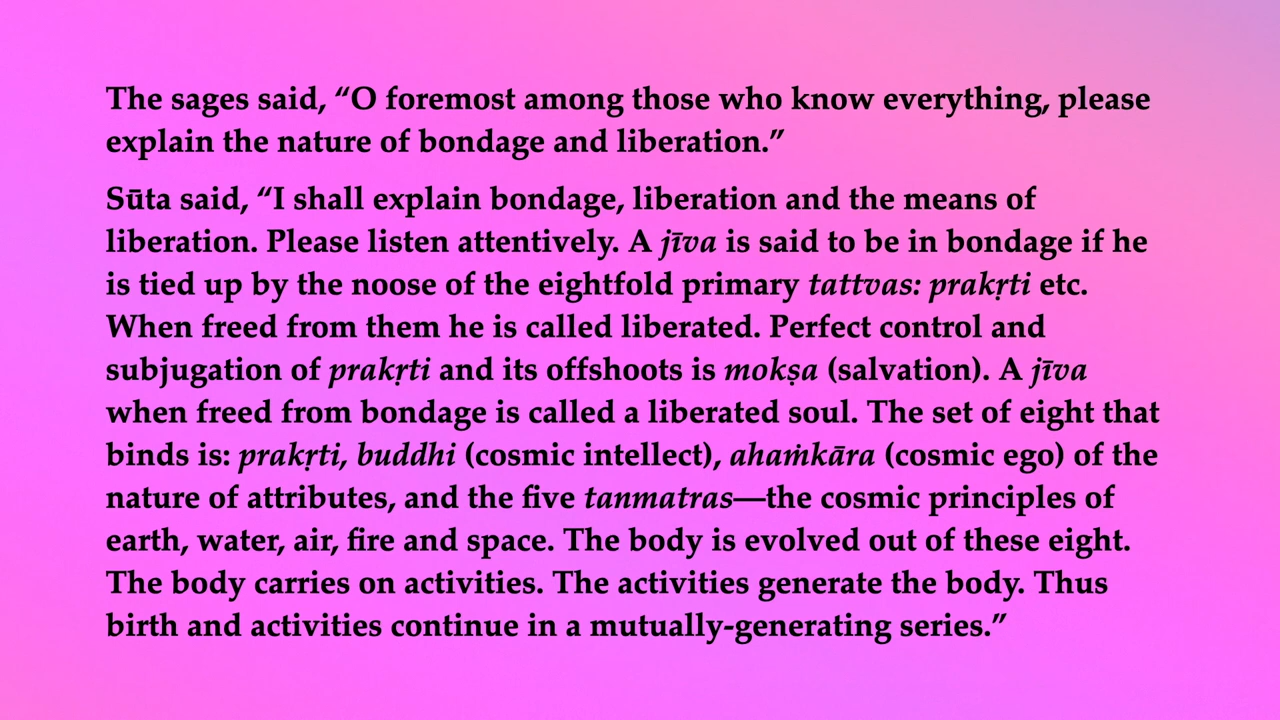 The sages said, “O foremost among those who know everything, please
explain the nature of bondage and liberation.”
Sūta said, “I shall explain bondage, liberation and the means of
liberation. Please listen attentively. A jīva is said to be in bondage if he
is tied up by the noose of the eightfold primary tattvas: prakṛti etc.
When freed from them he is called liberated. Perfect control and
subjugation of prakṛti and its offshoots is mokṣa (salvation). A jīva
when freed from bondage is called a liberated soul. The set of eight that
binds is: prakṛti, buddhi (cosmic intellect), ahaṁkāra (cosmic ego) of the
nature of attributes, and the five tanmatras—the cosmic principles of
earth, water, air, fire and space. The body is evolved out of these eight.
The body carries on activities. The activities generate the body. Thus
birth and activities continue in a mutually-generating series.”